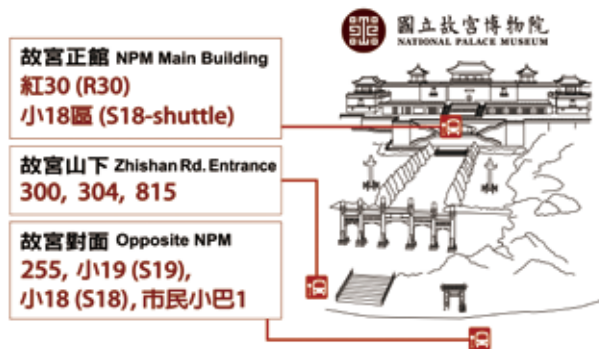 國立故宮博物院
NATIONAL PALACE MUSEUM
故宮正館 NPM Main Building
紅30 (R30)
小18區 (S18-shuttle)
故宮山下 Zhishan Rd. Entrance
300, 304, 815
故宮對面 Opposite NPM
255, 小19 (S19),
小18 (S18), 市民小巴1